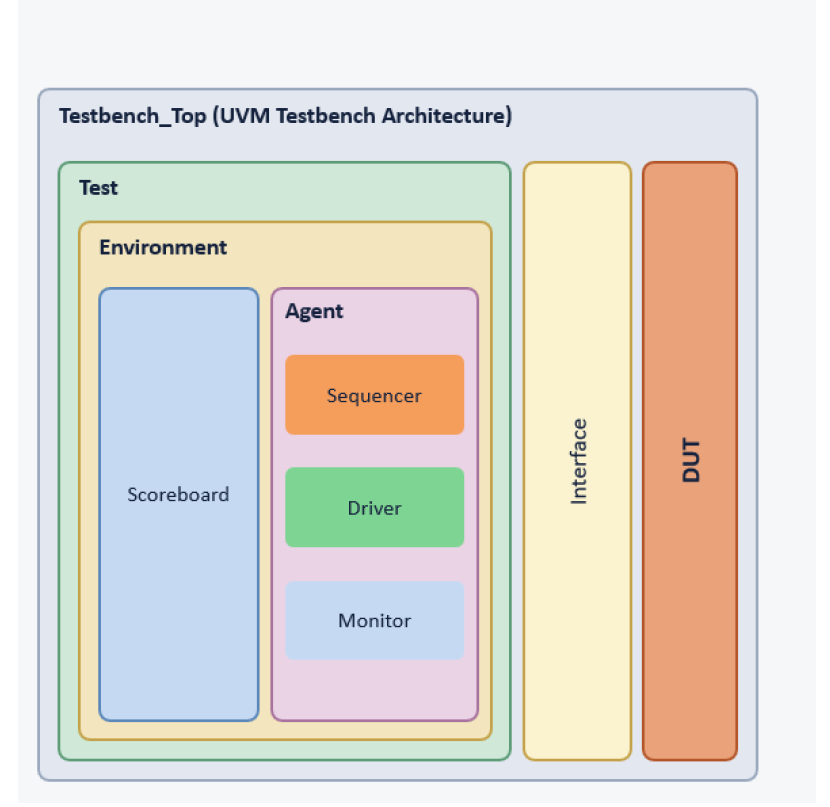 Testbench_Top (UVM Testbench Architecture)
Test
Environment
Scoreboard
Agent
Sequencer
Driver
Monitor
Interface
DUT